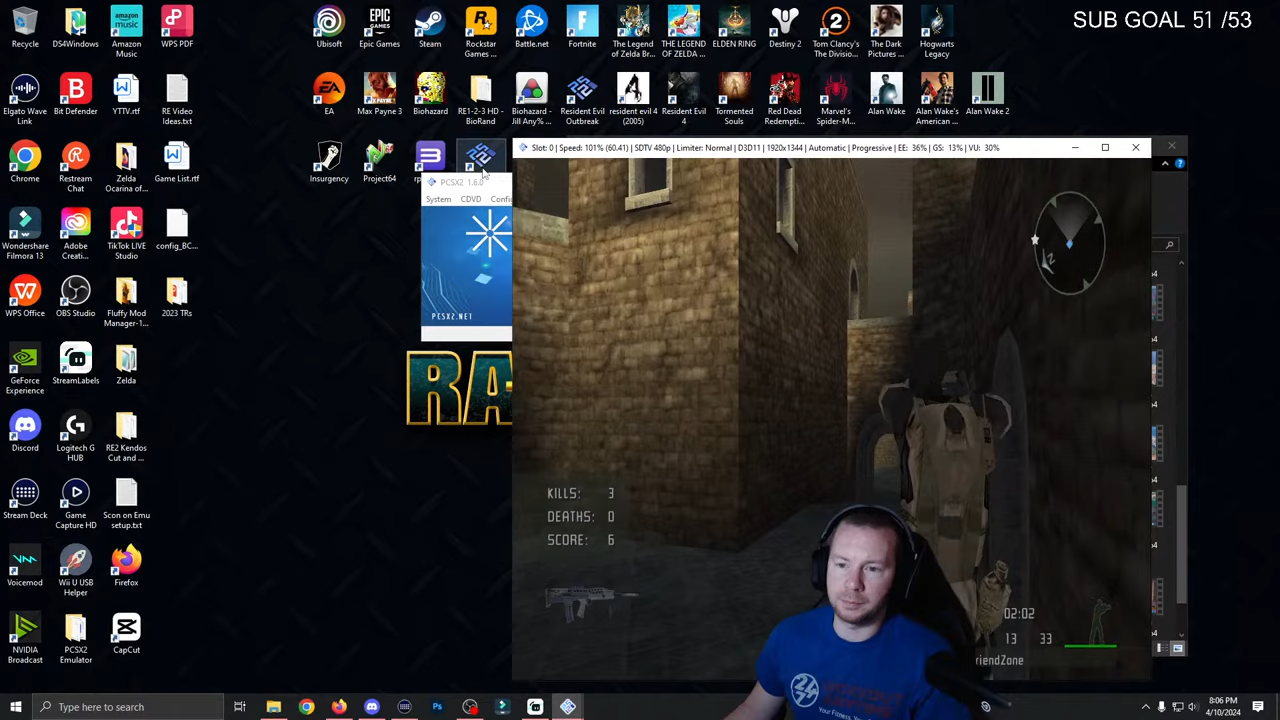 SUB GOAL 51 /53
Recycle
DS4Windows
Amazon
Music
WPS PDF
Ubisoft
Epic Games
Steam
Rockstar
Games ...
Battle.net
Fortnite
The Legend
of Zelda Br...
THE LEGEND
OF ZELDA ...
ELDEN RING
Destiny 2
Tom Clancy's
The Divisio...
The Dark
Pictures ...
Hogwarts
Legacy
Elgato Wave
Link
Bit Defender
YTTV.rtf
RE Video
Ideas.txt
EA
Max Payne 3
Biohazard
RE1-2-3 HD -
BioRand
Biohazard -
Jill Any% ...
Resident Evil
Outbreak
resident evil 4
(2005)
Resident Evil
4
Tormented
Souls
Red Dead
Redempti...
Marvel's
Spider-M...
Alan Wake
Alan Wake's
American ...
Alan Wake 2
Chrome
Restream
Chat
Zelda
Ocarina of...
Game List.rtf
Insurgency
Project64
Slot: 0 | Speed: 101% (60.41) | SDTV 480p | Limiter: Normal | D3D11 | 1920x1344 | Automatic | Progressive | EE: 36% | GS: 13% | VU: 30%
PCSX2 1.6.0
System
CDVD
PCSX2.NET
Wondershare
Filmora 13
Adobe
Creati...
TikTok LIVE
Studio
config_BC...
WPS Office
OBS Studio
Fluffy Mod
Manager-1...
2023 TRs
GeForce
Experience
StreamLabels
Zelda
RA
Discord
Logitech G
HUB
RE2 Kendos
Cut and ...
Stream Deck
Game
Capture HD
Scon on Emu
setup.txt
Voicemod
Wii U USB
Helper
Firefox
NVIDIA
Broadcast
PCSX2
Emulator
CapCut
N
KILLS: 3
DEATHS: 0
SCORE: 6
02:02
13 33
riendZone
24
Your Fitness.
Type here to search
8:06 PM
4/10/2024